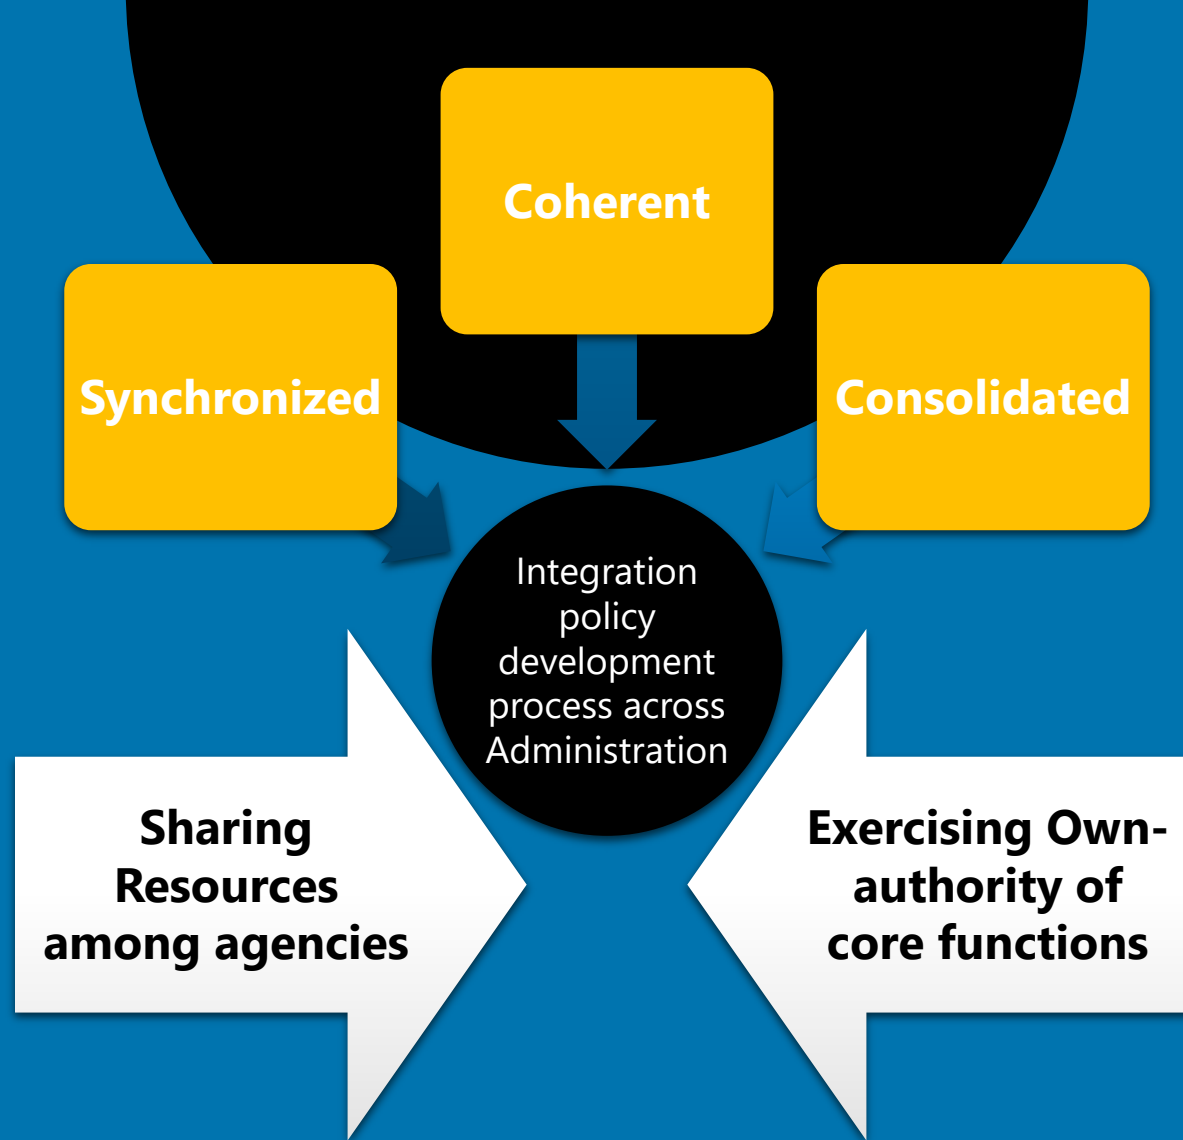 Coherent
Synchronized
Consolidated
Integration
policy
development
process across
Administration
Sharing
Resources
among agencies
Exercising Own-
authority of
core functions